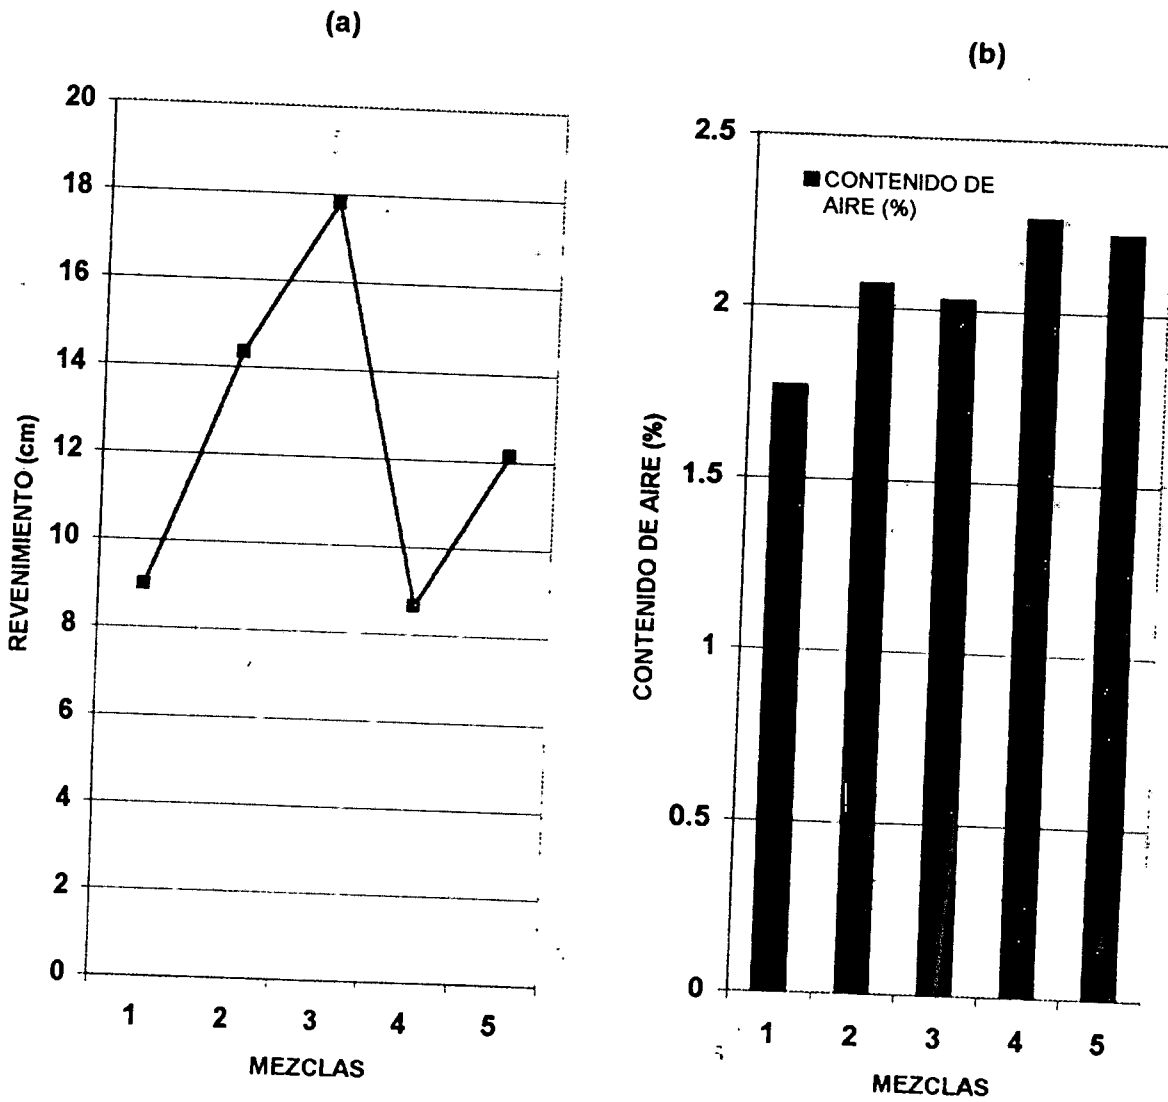 (a)
20
18
16
14
12
10
8
6
4
2
0
REVENIMIENTO (cm)
1 2 3 4 5
MEZCLAS
(b)
2.5
2
1.5
1
0.5
0
CONTENIDO DE AIRE (%)
CONTENIDO DE
AIRE (%)
1 2 3 4 5
MEZCLAS